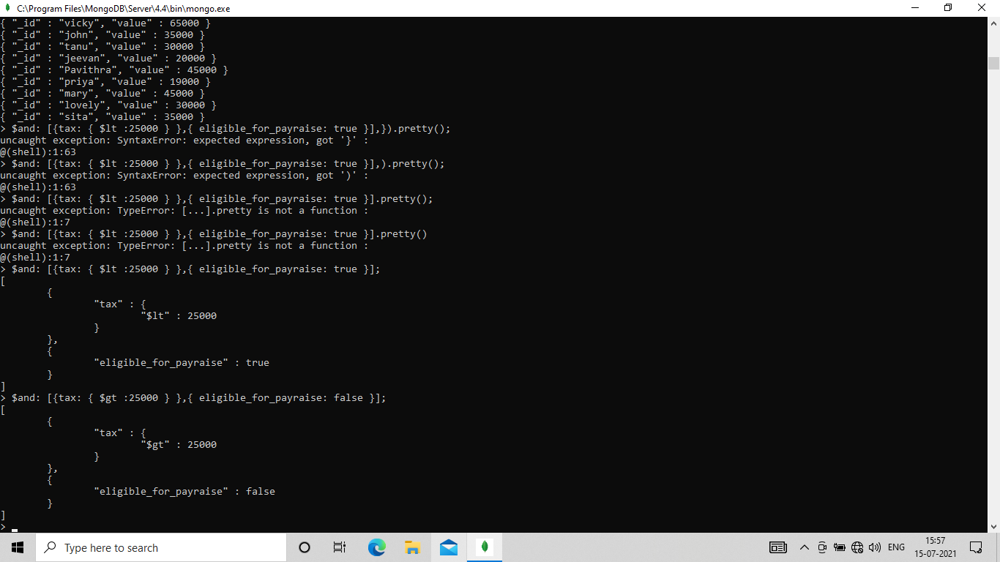 C:\Program Files\MongoDB\Server\4.4\bin\mongo.exe
{ "_id" : "vicky", "value" : 65000 }
{ "_id" : "john", "value" : 35000 }
{ "_id" : "tanu", "value" : 30000 }
{ "_id" : "jeevan", "value" : 20000 }
{ "_id" : "Pavithra", "value" : 45000 }
{ "_id" : "priya", "value" : 19000 }
{ "_id" : "mary", "value" : 45000 }
{ "_id" : "lovely", "value" : 30000 }
{ "_id" : "sita", "value" : 35000 }
> $and: [{tax: { $lt :25000 } },{ eligible_for_payraise: true }],}).pretty();
uncaught exception: SyntaxError: expected expression, got '}' :
@(shell):1:63
> $and: [{tax: { $lt :25000 } },{ eligible_for_payraise: true }],).pretty();
uncaught exception: SyntaxError: expected expression, got ')' :
@(shell):1:63
> $and: [{tax: { $lt :25000 } },{ eligible_for_payraise: true }].pretty();
uncaught exception: TypeError: [...].pretty is not a function :
@(shell):1:7
> $and: [{tax: { $lt :25000 } },{ eligible_for_payraise: true }].pretty()
uncaught exception: TypeError: [...].pretty is not a function :
@(shell):1:7
> $and: [{tax: { $lt :25000 } },{ eligible_for_payraise: true }];
[
{
"tax" : {
"$lt" : 25000
}
},
{
"eligible_for_payraise" : true
}
]
> $and: [{tax: { $gt :25000 } },{ eligible_for_payraise: false }];
[
{
"tax" : {
"$gt" : 25000
}
},
{
"eligible_for_payraise" : false
}
]
>
Type here to search
ENG
15:57
15-07-2021